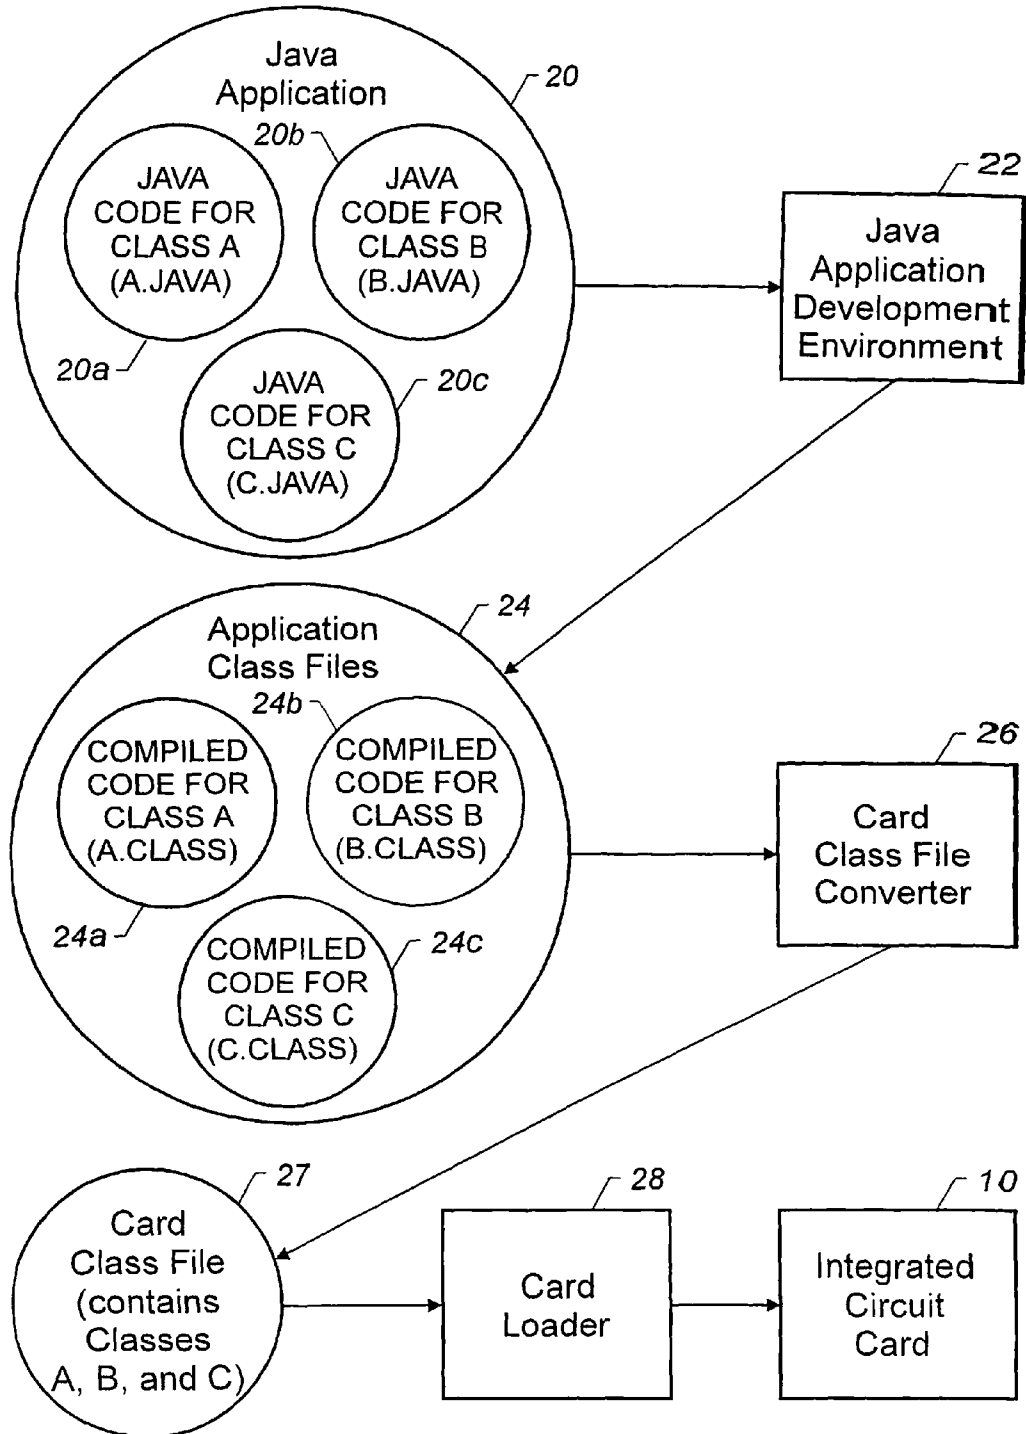 Java
Application
20
20b
JAVA
CODE FOR
CLASS A
(A.JAVA)
JAVA
CODE FOR
CLASS B
(B.JAVA)
20a
20c
JAVA
CODE FOR
CLASS C
(C.JAVA)
22
Java
Application
Development
Environment
24
Application
Class Files
24b
COMPILED
CODE FOR
CLASS A
(A.CLASS)
COMPILED
CODE FOR
CLASS B
(B.CLASS)
24a
24c
COMPILED
CODE FOR
CLASS C
(C.CLASS)
26
Card
Class File
Converter
27
Card
Class File
(contains
Classes
A, B, and C)
28
Card
Loader
10
Integrated
Circuit
Card